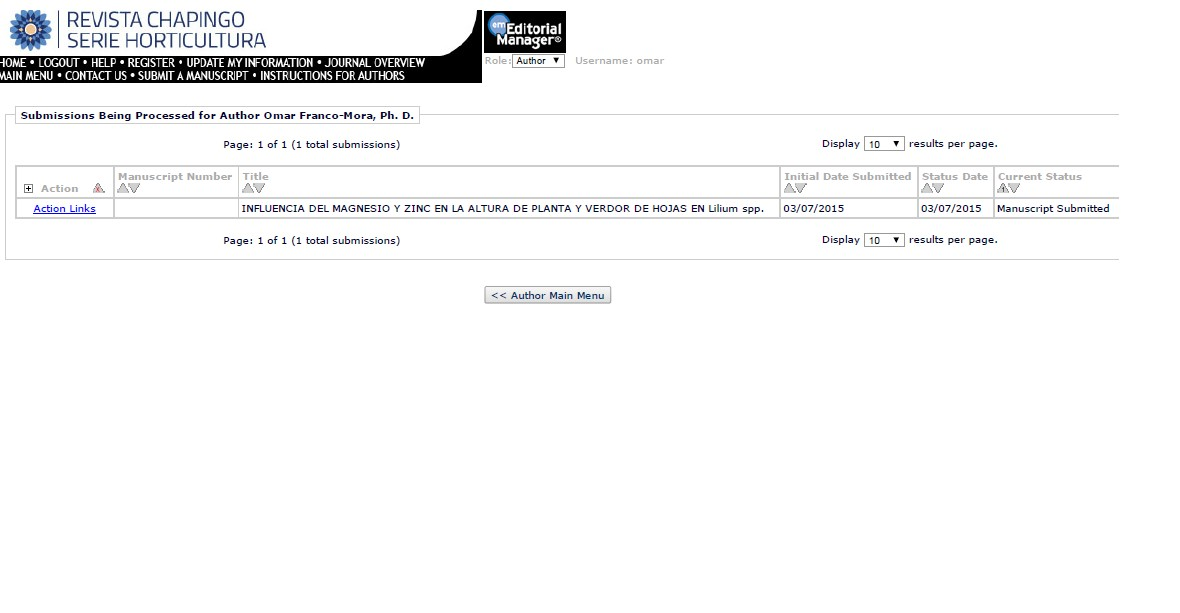 REVISTA CHAPINGO
SERIE HORTICULTURA
em Editorial
Manager®
HOME • LOGOUT • HELP • REGISTER • UPDATE MY INFORMATION • JOURNAL OVERVIEW
MAIN MENU • CONTACT US • SUBMIT A MANUSCRIPT • INSTRUCTIONS FOR AUTHORS
Role: Author Username: omar
Submissions Being Processed for Author Omar Franco-Mora, Ph. D.
Page: 1 of 1 (1 total submissions) Display 10 results per page.
Action Manuscript Number Title Initial Date Submitted Status Date Current Status
Action Links INFLUENCIA DEL MAGNESIO Y ZINC EN LA ALTURA DE PLANTA Y VERDOR DE HOJAS EN Lilium spp. 03/07/2015 03/07/2015 Manuscript Submitted
Page: 1 of 1 (1 total submissions) Display 10 results per page.
<< Author Main Menu